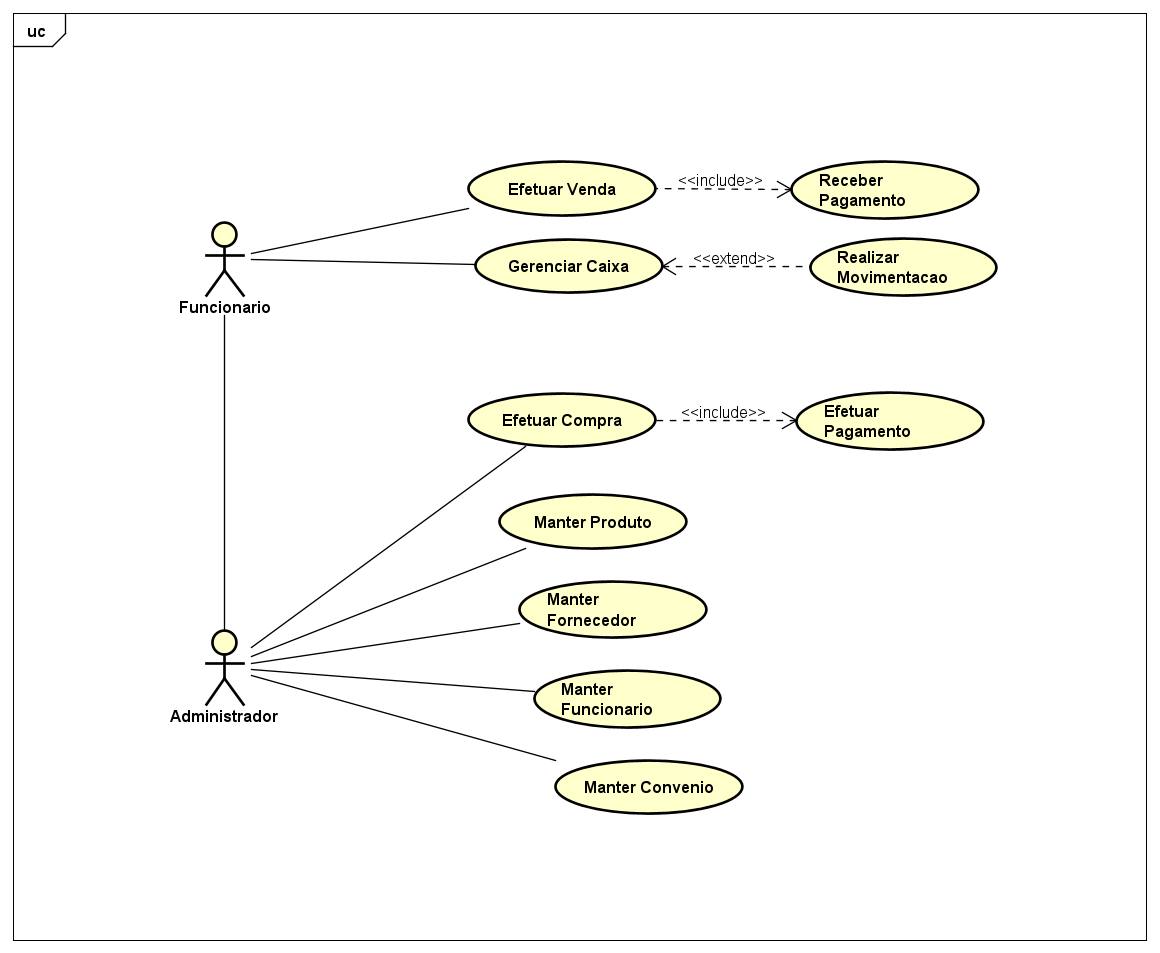 uc
Efetuar Venda
<<include>>
Receber
Pagamento
Funcionario
Gerenciar Caixa
<<extend>>
Realizar
Movimentacao
Efetuar Compra
<<include>>
Efetuar
Pagamento
Manter Produto
Manter
Fornecedor
Administrador
Manter
Funcionario
Manter Convenio